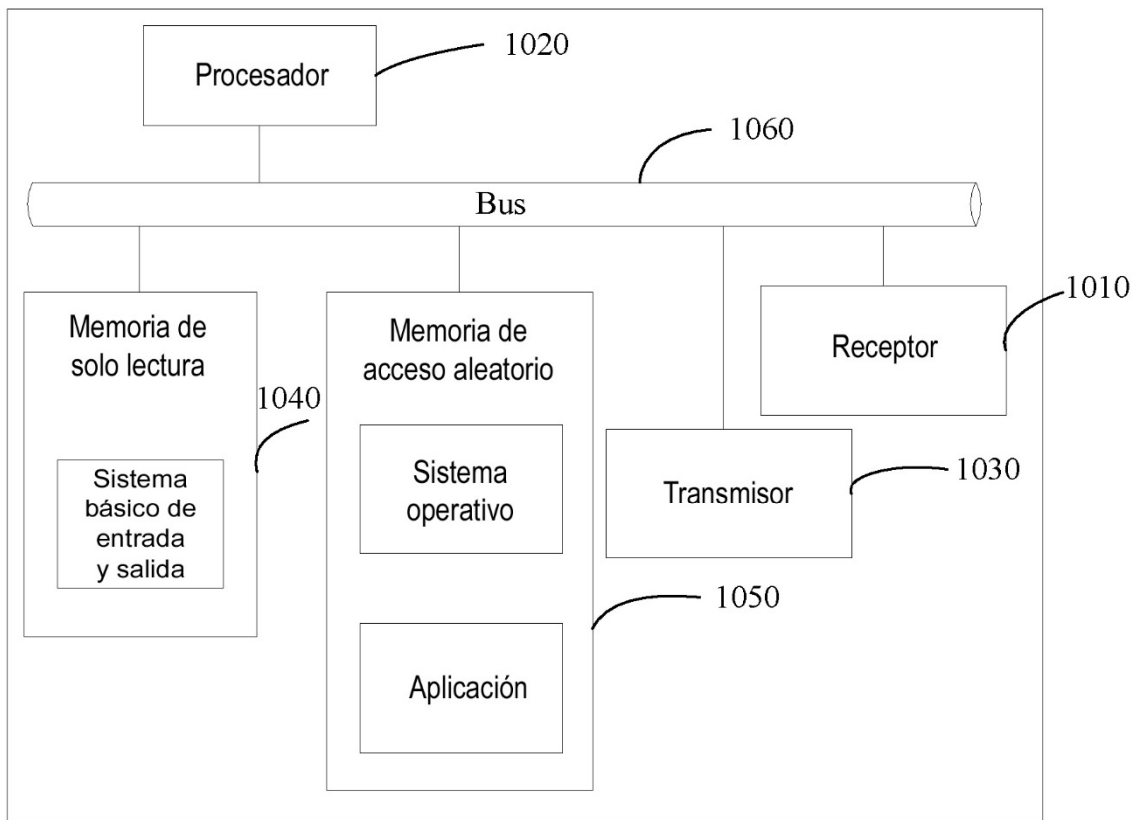 Procesador
1020
1060
Bus
Memoria de
solo lectura
1040
Sistema
básico de
entrada
y salida
Memoria de
acceso aleatorio
Sistema
operativo
Aplicación
1050
Transmisor
1030
Receptor
1010